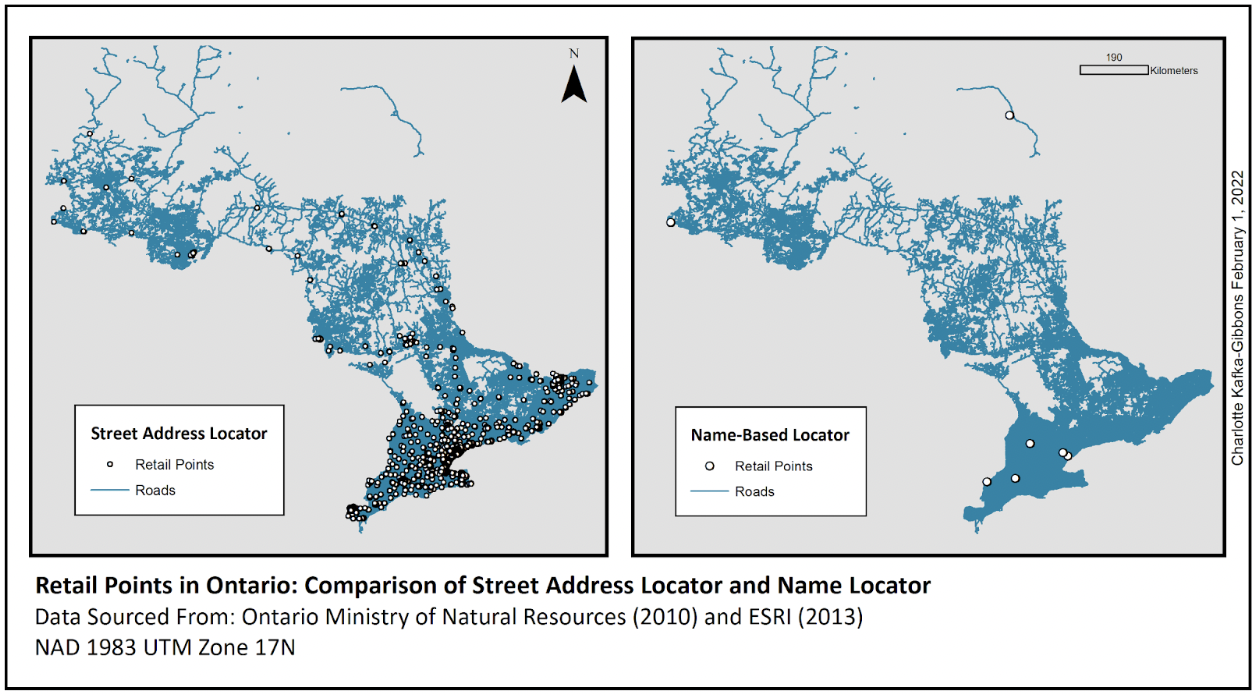 N
Street Address Locator
Retail Points
Roads
190
Kilometers
Name-Based Locator
Retail Points
Roads
Charlotte Kafka-Gibbons February 1, 2022
Retail Points in Ontario: Comparison of Street Address Locator and Name Locator
Data Sourced From: Ontario Ministry of Natural Resources (2010) and ESRI (2013)
NAD 1983 UTM Zone 17N